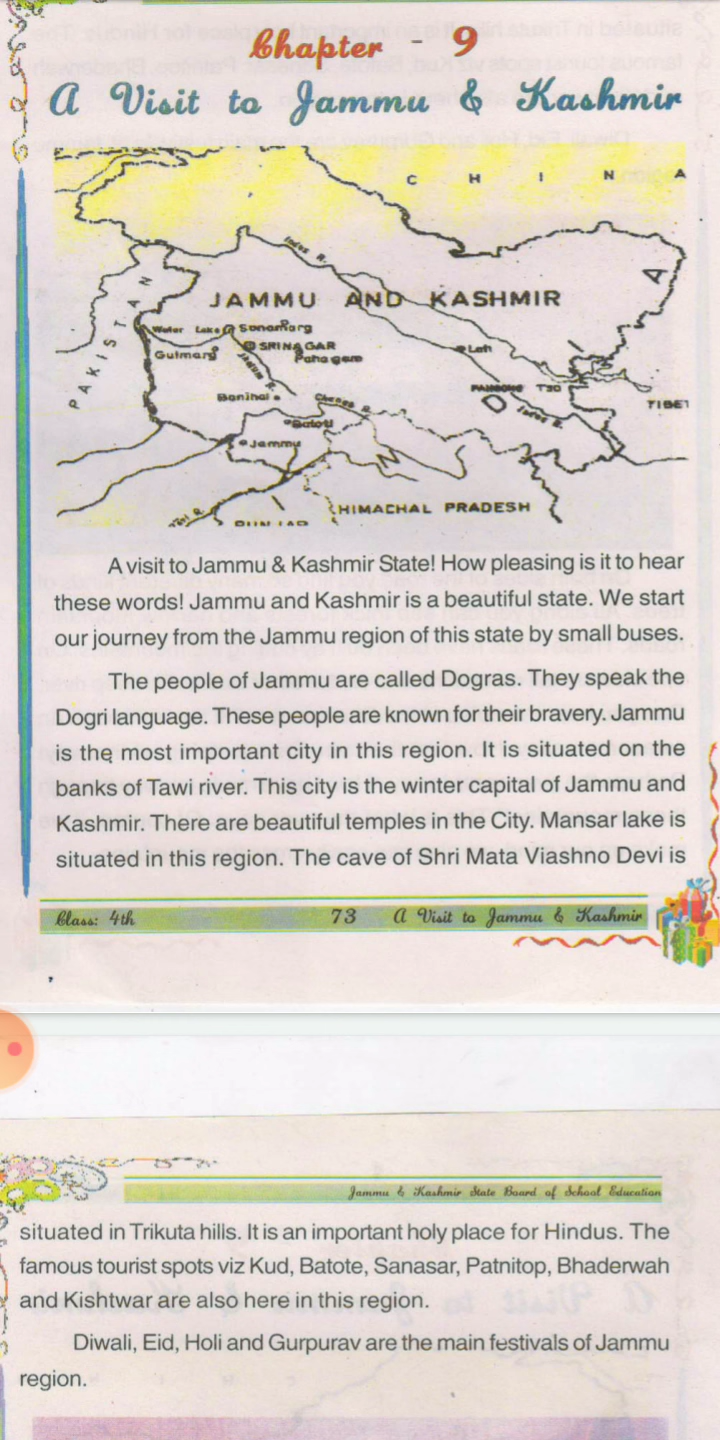 Chapter - 9
A Visit to Jammu & Kashmir
C H I N A
Indus R.
JAMMU AND KASHMIR
PAKISTAN
Wular Lake
Sonamarg
SRINAGAR
Gulmarg
Pahagam
Leh
Banihal
Chenab R.
PANGONG TSO
Indus R.
TIBET
Batott
Jammu
HIMACHAL PRADESH
A visit to Jammu & Kashmir State! How pleasing is it to hear
these words! Jammu and Kashmir is a beautiful state. We start
our journey from the Jammu region of this state by small buses.
The people of Jammu are called Dogras. They speak the
Dogri language. These people are known for their bravery. Jammu
is the most important city in this region. It is situated on the
banks of Tawi river. This city is the winter capital of Jammu and
Kashmir. There are beautiful temples in the City. Mansar lake is
situated in this region. The cave of Shri Mata Viashno Devi is
Class: 4th 73 A Visit to Jammu & Kashmir
Jammu & Kashmir State Board of School Education
situated in Trikuta hills. It is an important holy place for Hindus. The
famous tourist spots viz Kud, Batote, Sanasar, Patnitop, Bhaderwah
and Kishtwar are also here in this region.
Diwali, Eid, Holi and Gurpurav are the main festivals of Jammu
region.